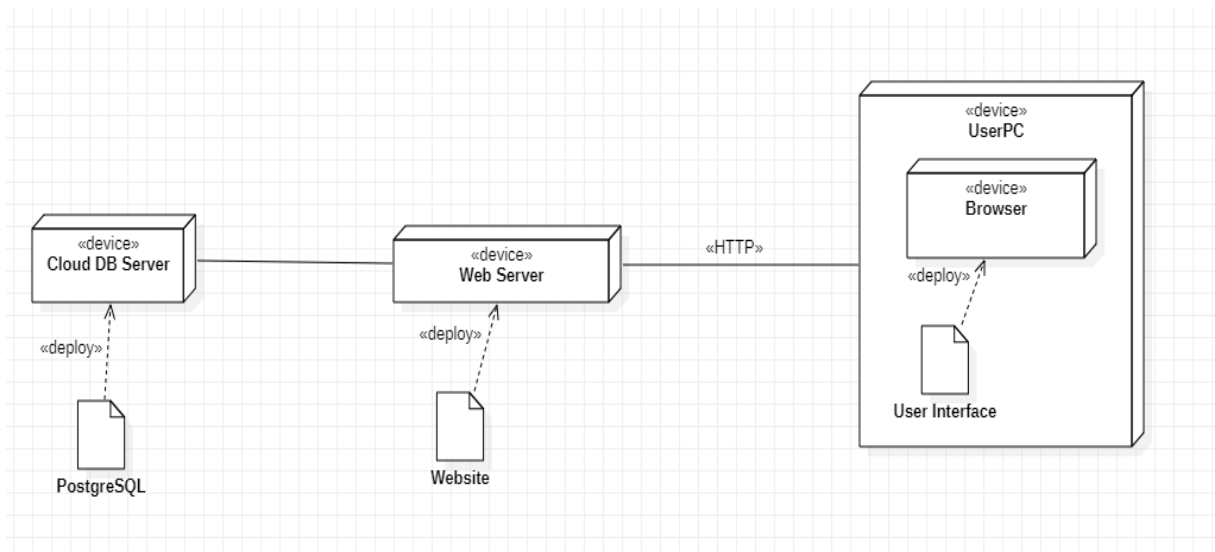 «device»
Cloud DB Server
«deploy»
PostgreSQL
«device»
Web Server
«deploy»
Website
«HTTP»
«device»
UserPC
«device»
Browser
«deploy»
User Interface